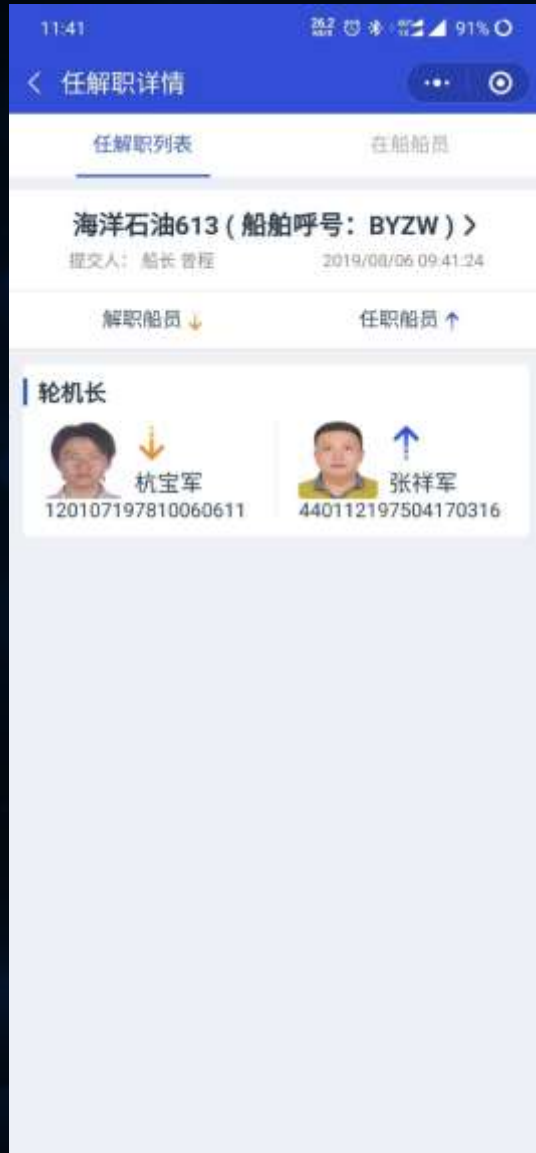 11:41 91%
任解职详情
任解职列表 在船船员
海洋石油613 ( 船舶呼号：BYZW )
提交人： 船长 曾程 2019/08/06 09:41:24
解职船员↓ 任职船员↑
轮机长
杭宝军 张祥军
120107197810060611 440112197504170316